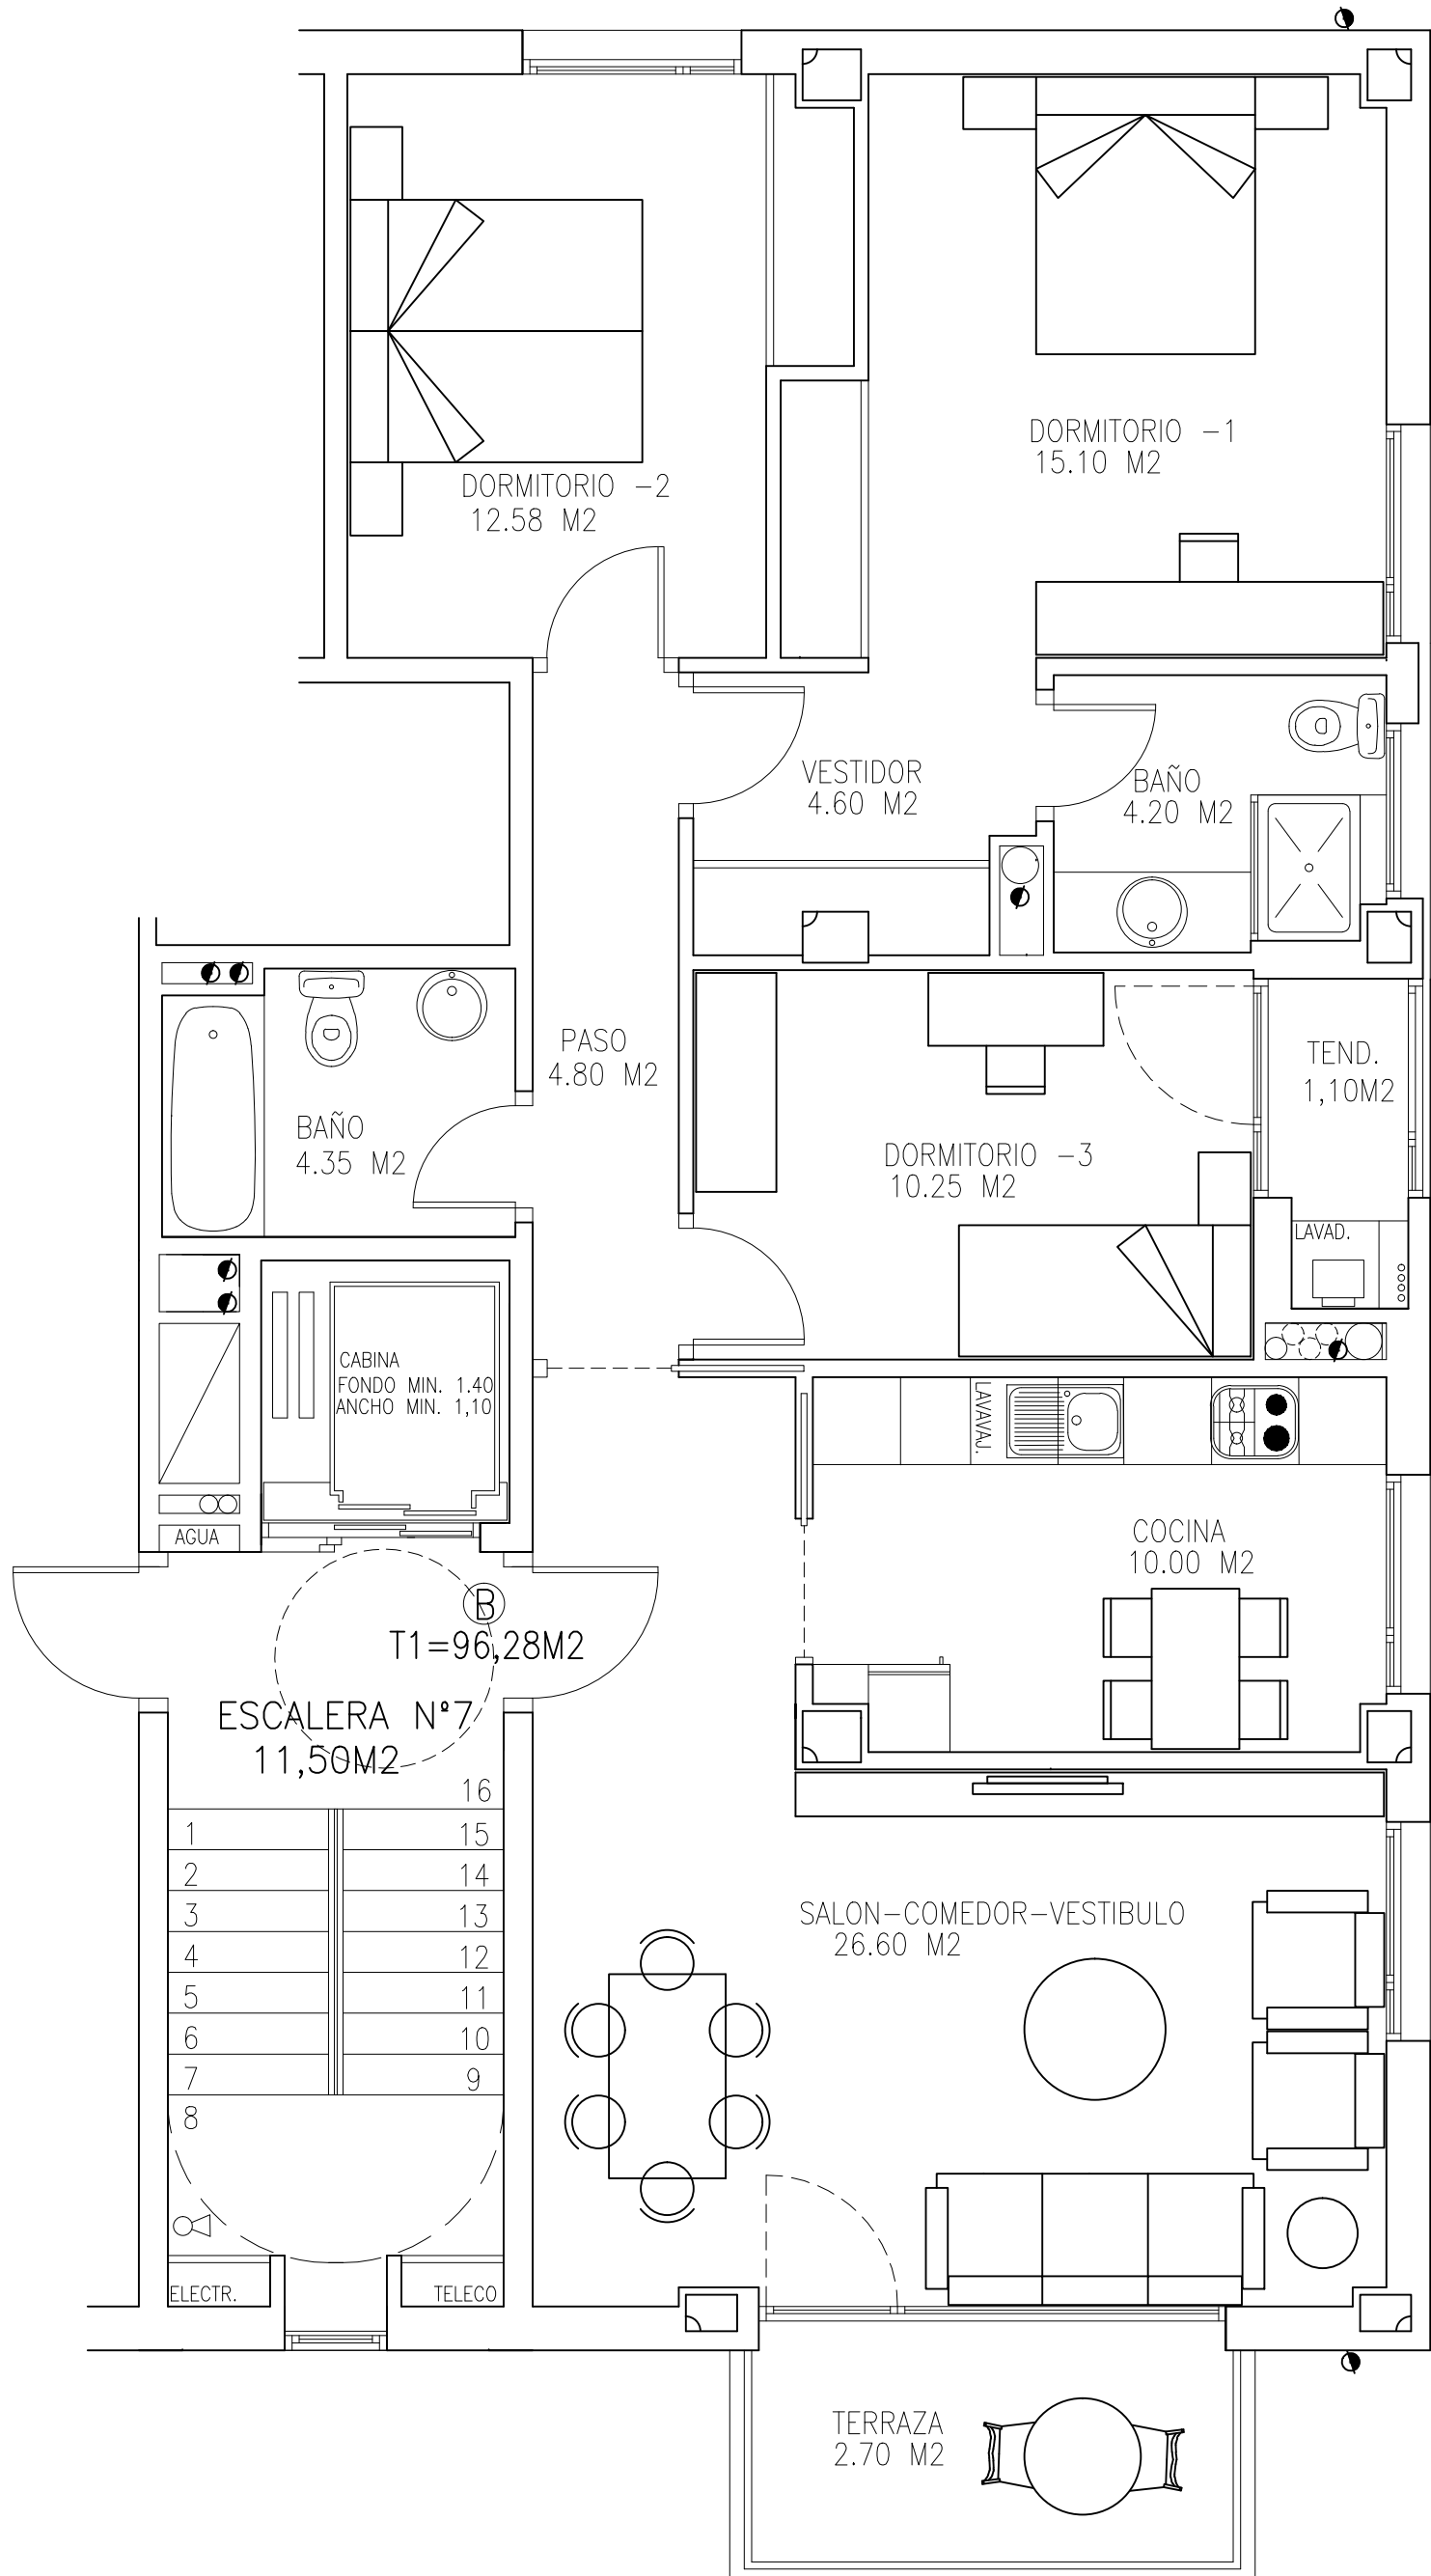 DORMITORIO -1
15.10 M2
DORMITORIO -2
12.58 M2
VESTIDOR
4.60 M2
BAÑO
4.20 M2
PASO
4.80 M2
TEND.
1,10M2
BAÑO
4.35 M2
DORMITORIO -3
10.25 M2
LAVAD.
CABINA
FONDO MIN. 1.40
ANCHO MIN. 1,10
LAVAVAJ.
AGUA
COCINA
10.00 M2
B
T1=96,28M2
ESCALERA Nº7
11,50M2
16
1
15
2
14
3
13
4
12
5
11
6
10
7
9
8
SALON-COMEDOR-VESTIBULO
26.60 M2
ELECTR.
TELECO
TERRAZA
2.70 M2